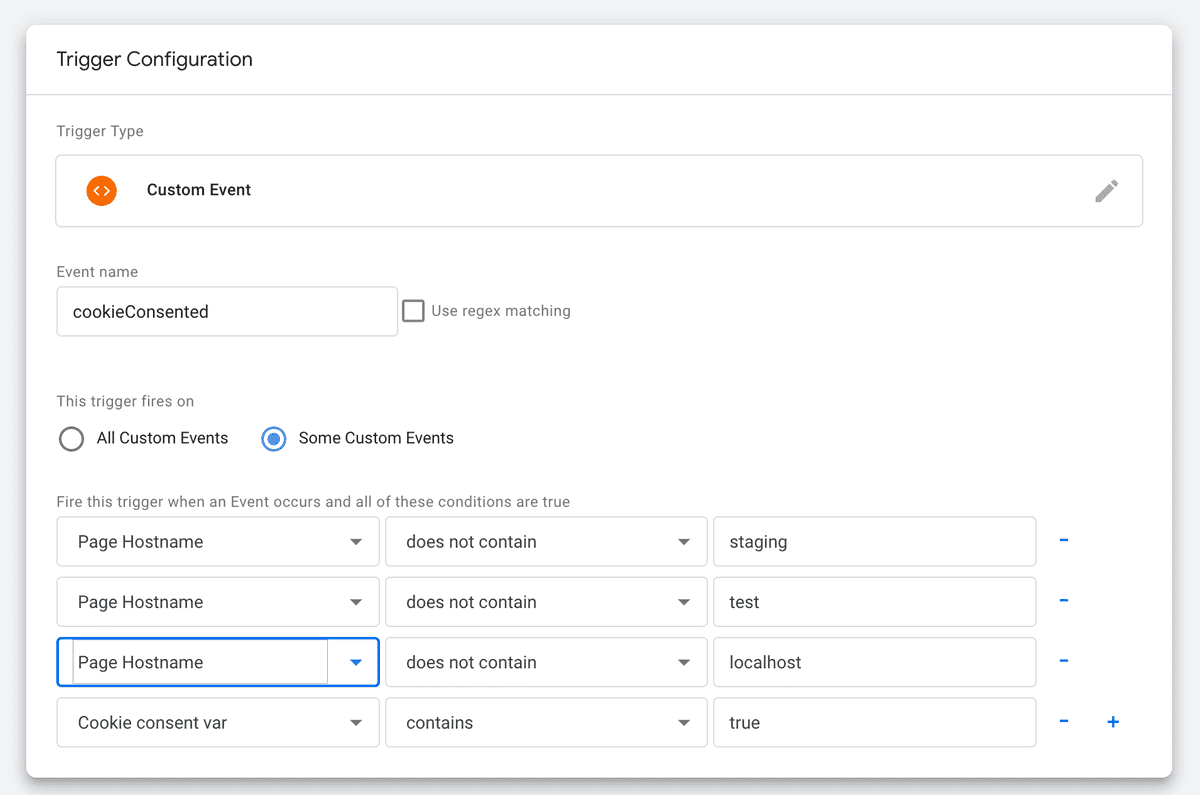 Trigger Configuration
Trigger Type
Custom Event
Event name
cookieConsented
Use regex matching
This trigger fires on
All Custom Events Some Custom Events
Fire this trigger when an Event occurs and all of these conditions are true
Page Hostname does not contain staging -
Page Hostname does not contain test -
Page Hostname does not contain localhost -
Cookie consent var contains true - +